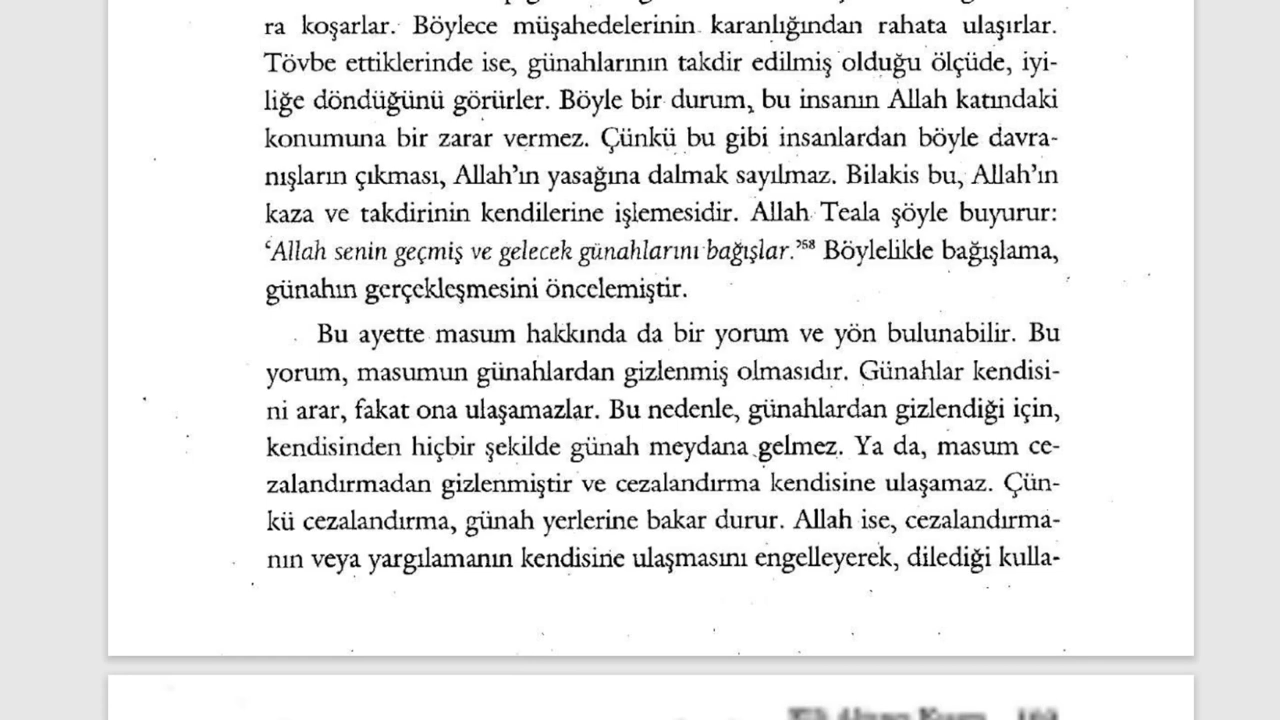 ra koşarlar. Böylece müşahedelerinin karanlığından rahata ulaşırlar.
Tövbe ettiklerinde ise, günahlarının takdir edilmiş olduğu ölçüde, iyi-
liğe döndüğünü görürler. Böyle bir durum, bu insanın Allah katındaki
konumuna bir zarar vermez. Çünkü bu gibi insanlardan böyle davra-
nışların çıkması, Allah’ın yasağına dalmak sayılmaz. Bilakis bu, Allah’ın
kaza ve takdirinin kendilerine işlemesidir. Allah Teala şöyle buyurur:
‘Allah senin geçmiş ve gelecek günahlarını bağışlar.’⁵⁸ Böylelikle bağışlama,
günahın gerçekleşmesini öncelemiştir.
Bu ayette masum hakkında da bir yorum ve yön bulunabilir. Bu
yorum, masumun günahlardan gizlenmiş olmasıdır. Günahlar kendisi-
ni arar, fakat ona ulaşamazlar. Bu nedenle, günahlardan gizlendiği için,
kendisinden hiçbir şekilde günah meydana gelmez. Ya da, masum ce-
zalandırmadan gizlenmiştir ve cezalandırma kendisine ulaşamaz. Çün-
kü cezalandırma, günah yerlerine bakar durur. Allah ise, cezalandırma-
nın veya yargılamanın kendisine ulaşmasını engelleyerek, dilediği kulla-